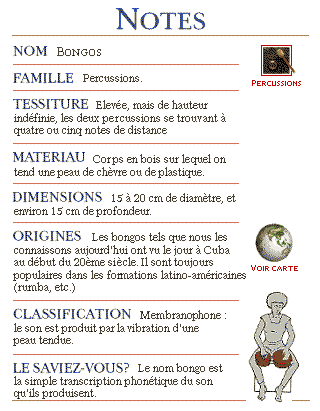 NOTES
NOM BONGOS
FAMILLE Percussions.
PERCUSSIONS
TESSITURE Elevée, mais de hauteur
indéfinie, les deux percussions se trouvant à
quatre ou cinq notes de distance
MATERIAU Corps en bois sur lequel on
tend une peau de chèvre ou de plastique.
DIMENSIONS 15 à 20 cm de diamètre, et
environ 15 cm de profondeur.
ORIGINES Les bongos tels que nous les
connaissons aujourd'hui ont vu le jour à Cuba
au début du 20ème siècle. Il sont toujours
populaires dans les formations latino-américaines
(rumba, etc.)
VOIR CARTE
CLASSIFICATION Membranophone :
le son est produit par la vibration d'une
peau tendue.
LE SAVIEZ-VOUS? Le nom bongo est
la simple transcription phonétique du son
qu'ils produisent.